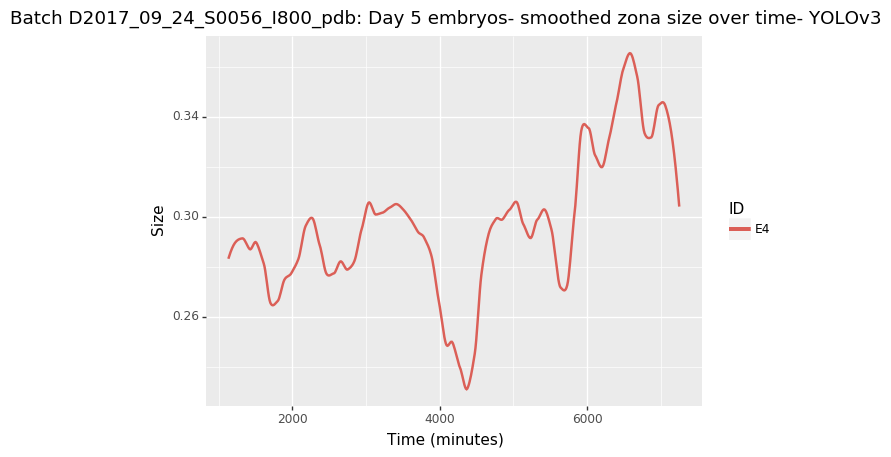 Batch D2017_09_24_S0056_I800_pdb: Day 5 embryos- smoothed zona size over time- YOLOv3
0.34
0.30
0.26
Size
2000
4000
6000
Time (minutes)
ID
E4